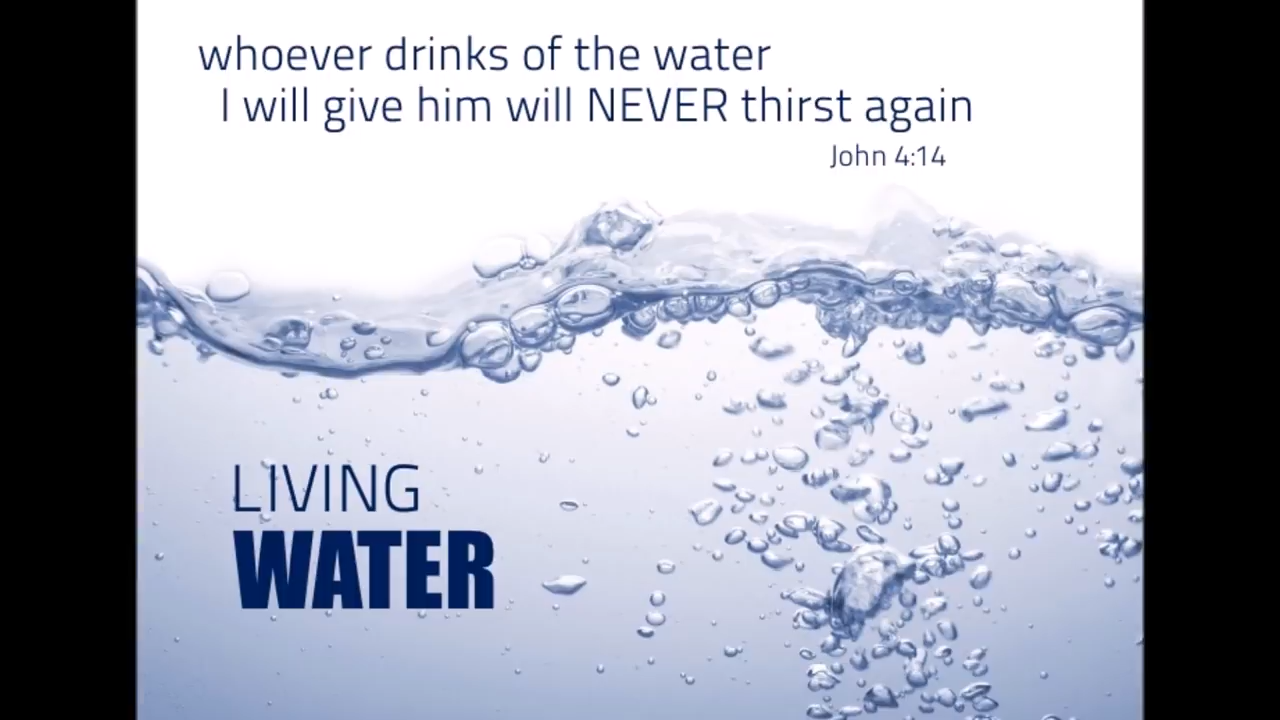 whoever drinks of the water
I will give him will NEVER thirst again
John 4:14
LIVING
WATER